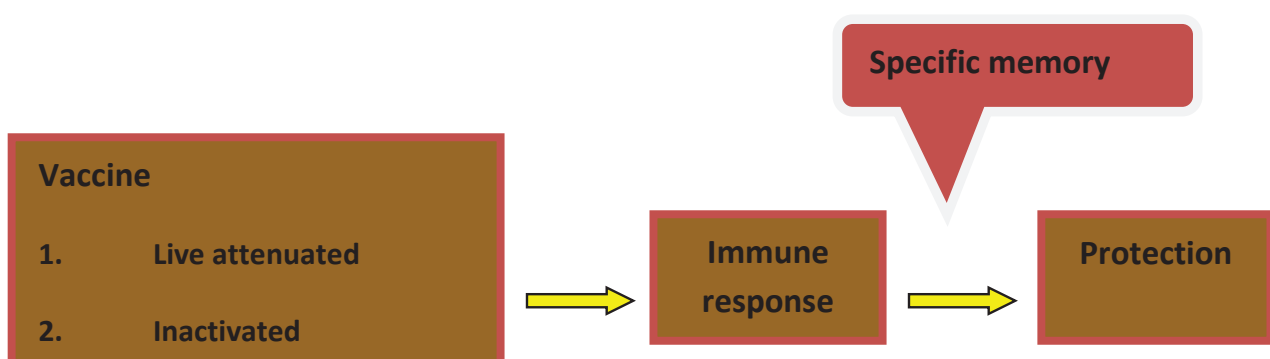 Specific memory
Vaccine
1. Live attenuated
2. Inactivated
Immune
response
Protection